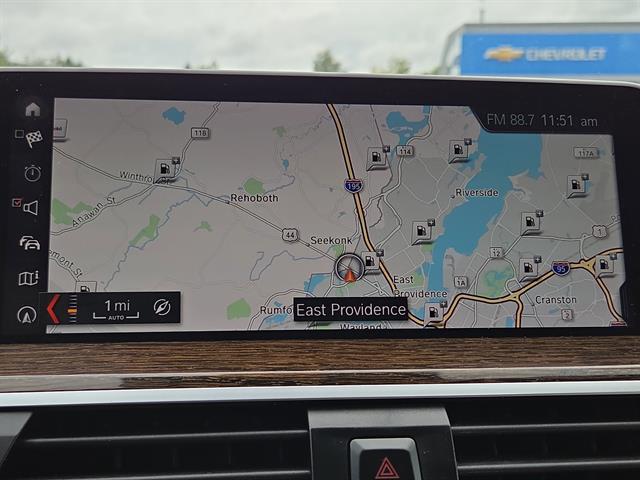 CHEVROLET
FM 88.7 11:51 am
118
114
117A
Winthrop St
195
Rehoboth
Riverside
Anawan St
44
Seekonk
1
12
95
East
Providence
1A
Cranston
2
1 mi
AUTO
East Providence
Wayland